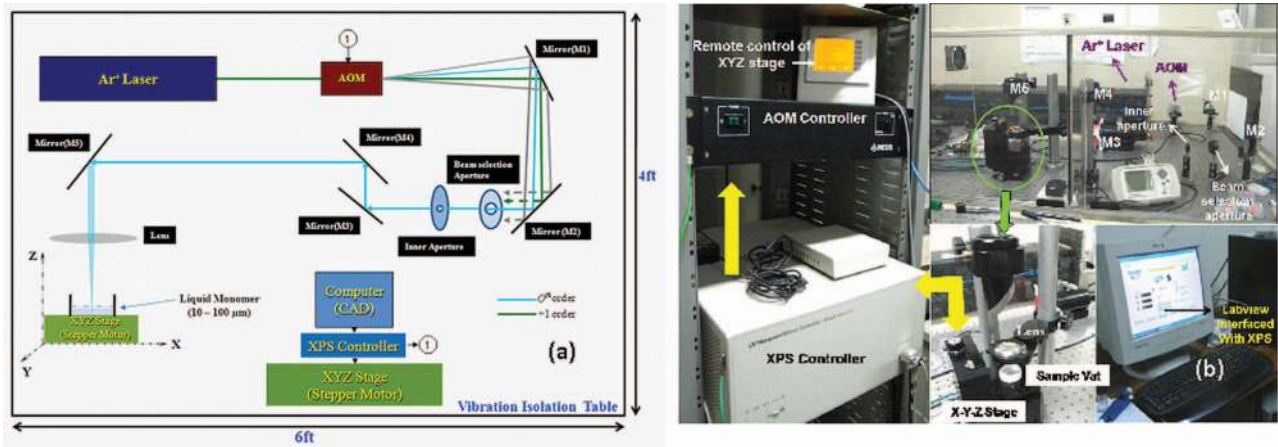 Ar⁺ Laser
1
AOM
Mirror(M1)
Mirror(M5)
Mirror(M4)
Beam selection
Aperture
Mirror(M3)
Inner Aperture
Mirror (M2)
4ft
Lens
Z
Liquid Monomer
(10 – 100 µm)
XYZ Stage
(Stepper Motor)
X
Y
Computer
(CAD)
XPS Controller
1
XYZ Stage
(Stepper Motor)
0th order
+1 order
(a)
Vibration Isolation Table
6ft
Remote control of
XYZ stage
AOM Controller
XPS Controller
Ar⁺ Laser
AOM
M6
M4
M1
Inner
aperture
M2
M3
Beam
selection
aperture
Lens
Sample Vat
X-Y-Z Stage
Labview
Interfaced
With XPS
(b)